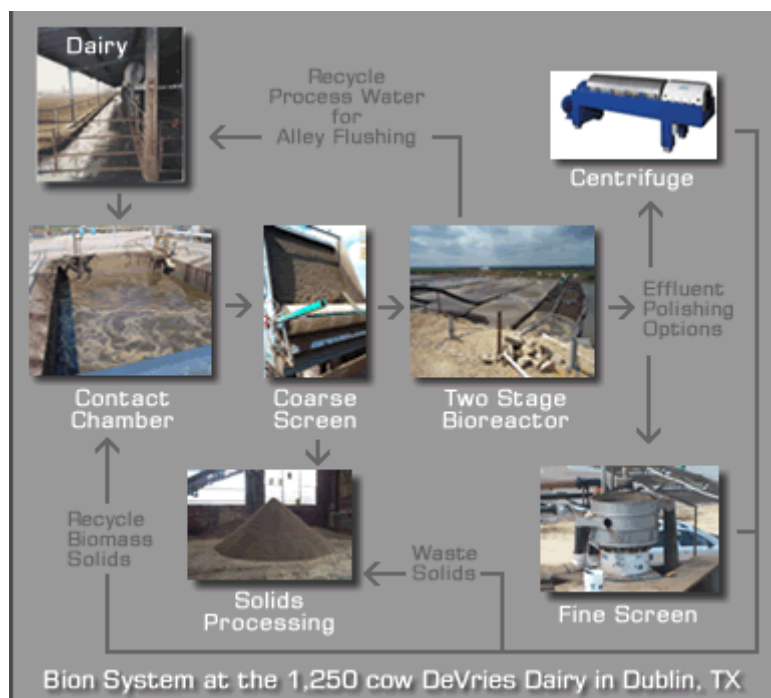 Dairy
Recycle
Process Water
for
Alley Flushing
Centrifuge
Contact
Chamber
Coarse
Screen
Two Stage
Bioreactor
Effluent
Polishing
Options
Recycle
Biomass
Solids
Solids
Processing
Waste
Solids
Fine Screen
Bion System at the 1,250 cow DeVries Dairy in Dublin, TX